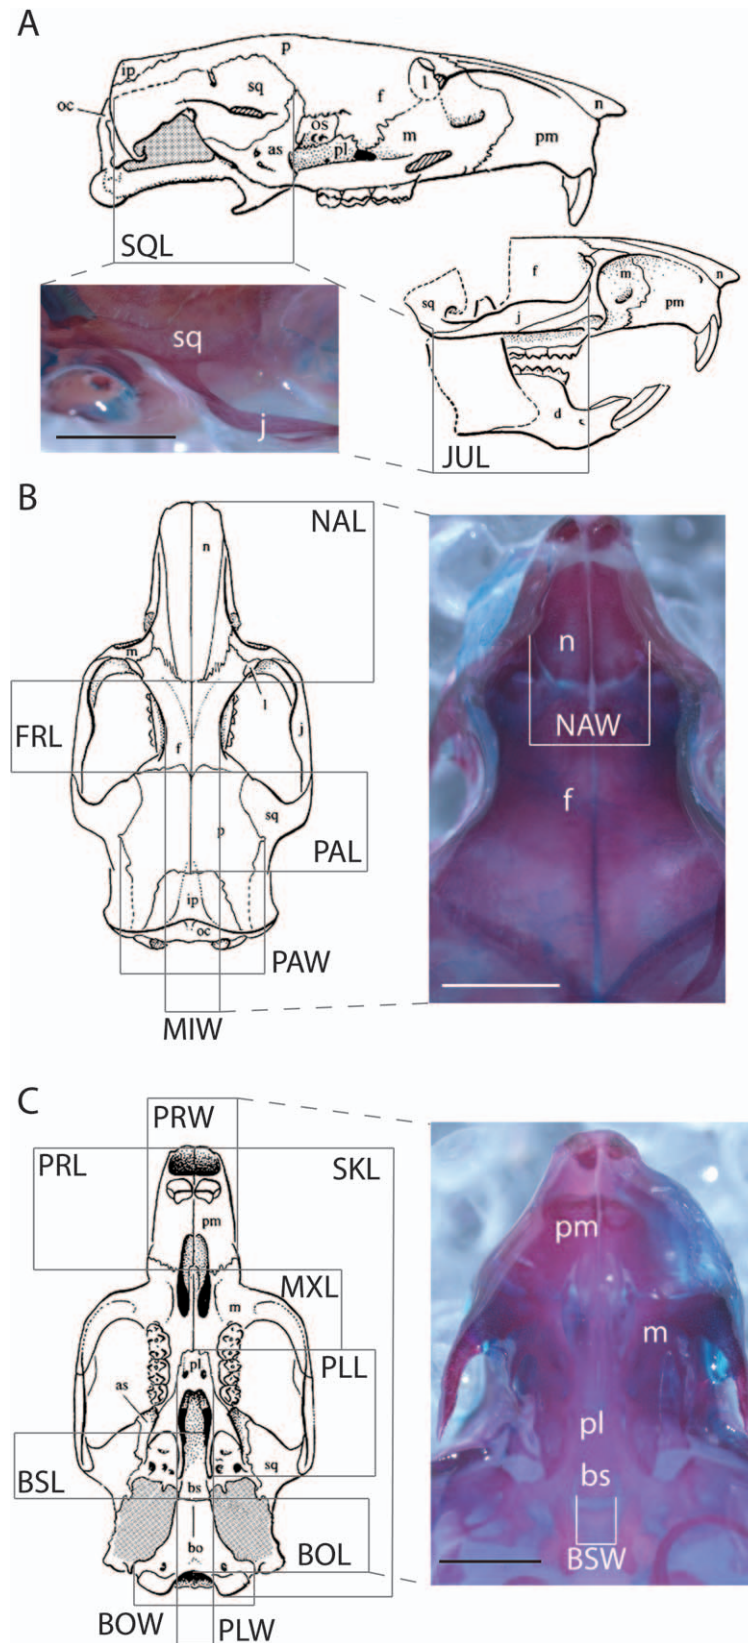 A
p
ip
sq
l
f
n
oc
os
m
as
pl
pm
SQL
f
m
n
sq
j
pm
d
JUL
sq
j
B
NAL
n
m
l
j
FRL
f
sq
p
PAL
ip
oc
PAW
MIW
n
NAW
f
C
PRW
PRL
SKL
pm
MXL
m
pl
PLL
as
sq
BSL
bs
bo
BOL
BOW
PLW
pm
m
pl
bs
BSW